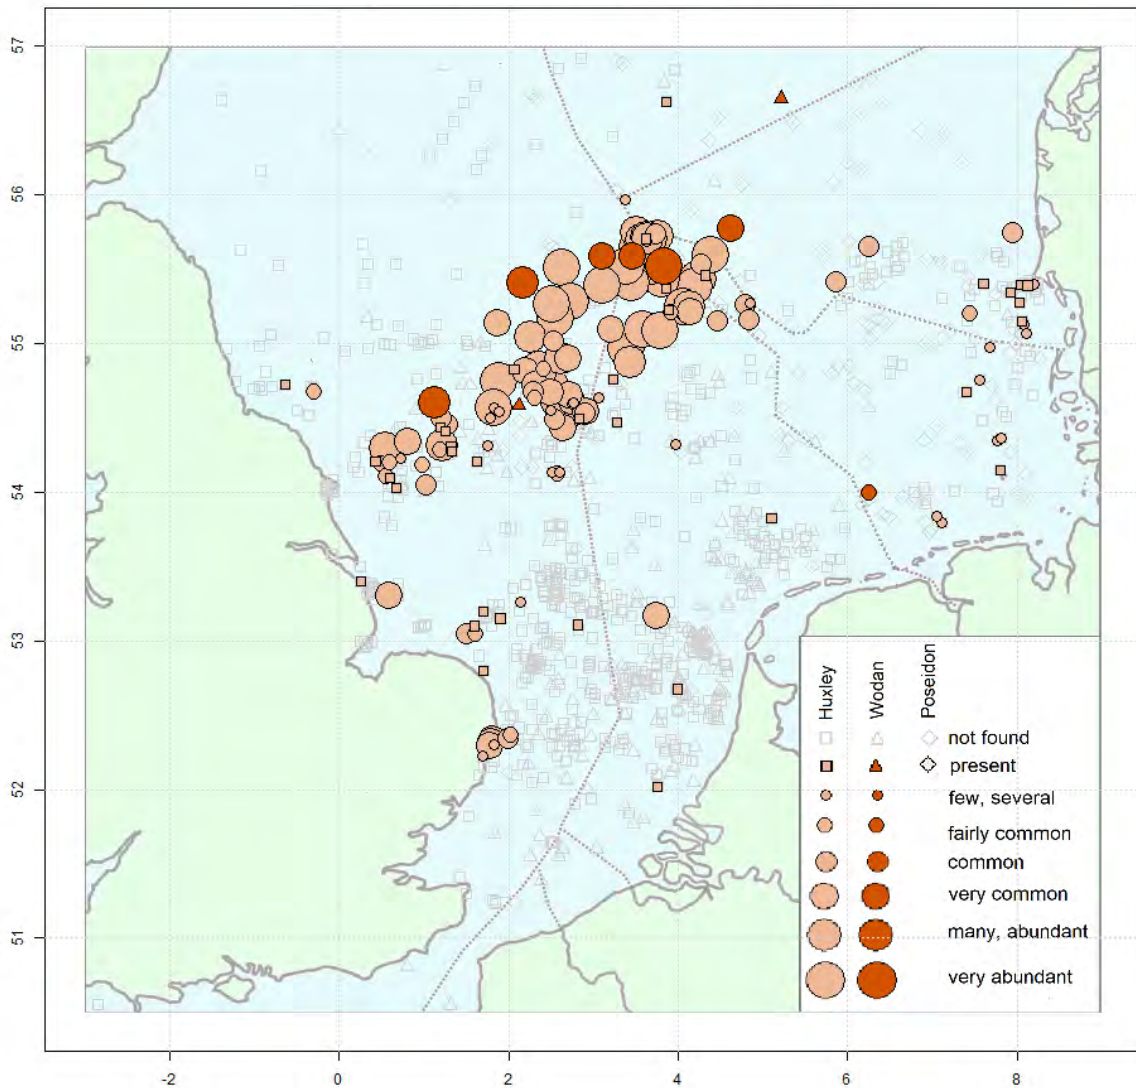 57
56
55
54
53
52
51
Huxley
Wodan
Poseidon
not found
present
few, several
fairly common
common
very common
many, abundant
very abundant
-2
0
2
4
6
8